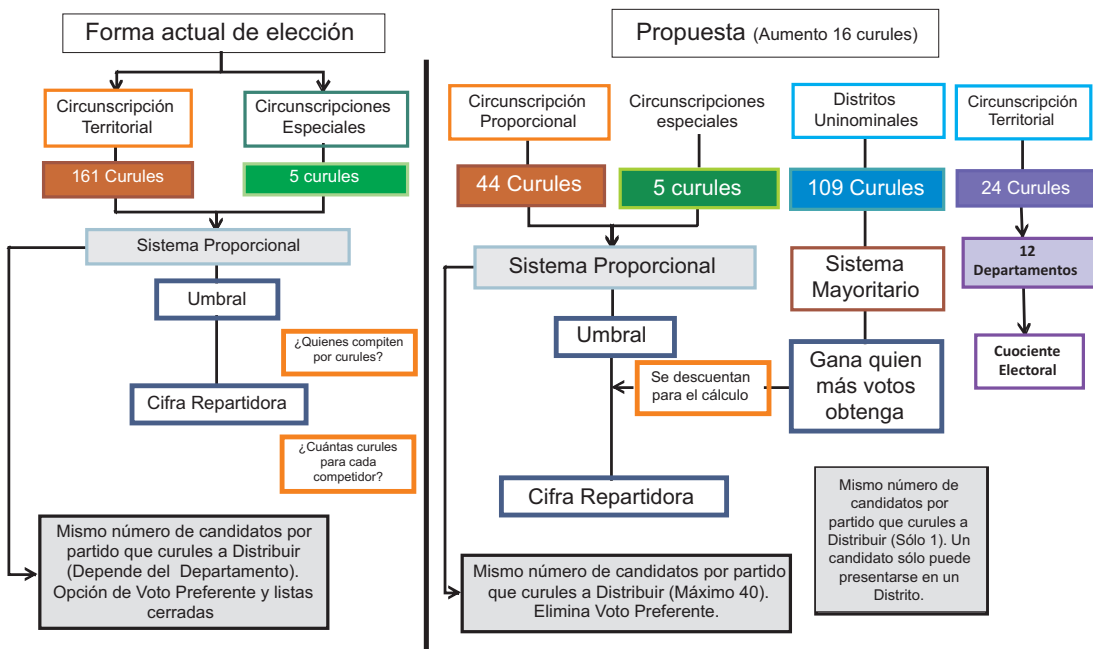 Forma actual de elección
Circunscripción
Territorial
Circunscripciones
Especiales
161 Curules
5 curules
Sistema Proporcional
Umbral
¿Quienes compiten
por curules?
Cifra Repartidora
¿Cuántas curules
para cada
competidor?
Mismo número de candidatos por
partido que curules a Distribuir
(Depende del Departamento).
Opción de Voto Preferente y listas
cerradas
Propuesta (Aumento 16 curules)
Circunscripción
Proporcional
Circunscripciones
especiales
Distritos
Uninominales
Circunscripción
Territorial
44 Curules
5 curules
109 Curules
24 Curules
Sistema Proporcional
Sistema
Mayoritario
12
Departamentos
Umbral
Se descuentan
para el cálculo
Gana quien
más votos
obtenga
Cuociente
Electoral
Cifra Repartidora
Mismo número de candidatos por partido
que curules a Distribuir (Máximo 40).
Elimina Voto Preferente.
Mismo número de
candidatos por
partido que curules a
Distribuir (Sólo 1). Un
candidato sólo puede
presentarse en un
Distrito.